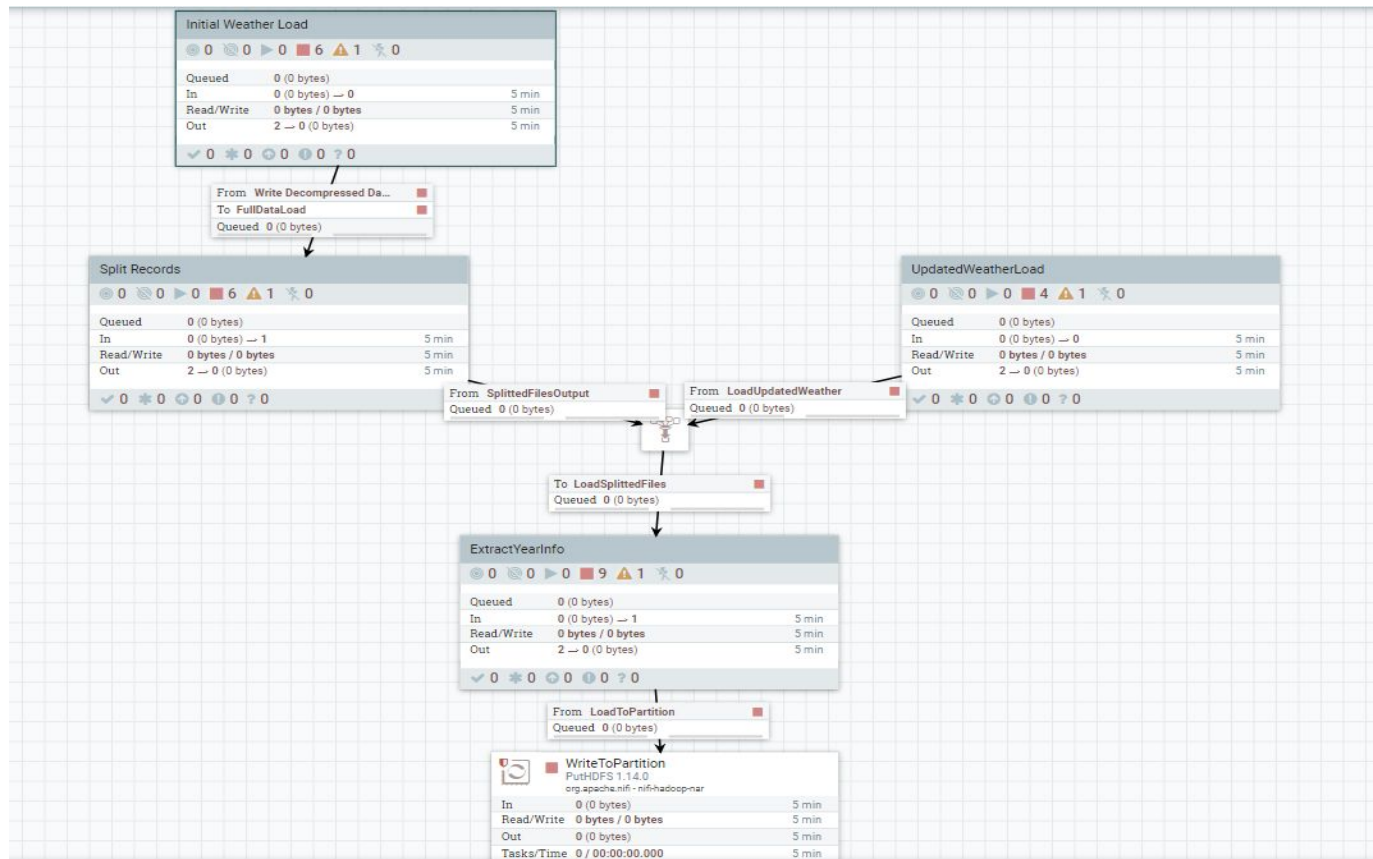 Initial Weather Load
0 0 0 6 1 0
Queued 0 (0 bytes)
In 0 (0 bytes) → 0 5 min
Read/Write 0 bytes / 0 bytes 5 min
Out 2 → 0 (0 bytes) 5 min
0 0 0 0 ? 0
From Write Decompressed Da...
To FullDataLoad
Queued 0 (0 bytes)
Split Records
0 0 0 6 1 0
Queued 0 (0 bytes)
In 0 (0 bytes) → 1 5 min
Read/Write 0 bytes / 0 bytes 5 min
Out 2 → 0 (0 bytes) 5 min
0 0 0 0 ? 0
UpdatedWeatherLoad
0 0 0 4 1 0
Queued 0 (0 bytes)
In 0 (0 bytes) → 0 5 min
Read/Write 0 bytes / 0 bytes 5 min
Out 2 → 0 (0 bytes) 5 min
0 0 0 0 ? 0
From SplittedFilesOutput
Queued 0 (0 bytes)
From LoadUpdatedWeather
Queued 0 (0 bytes)
To LoadSplittedFiles
Queued 0 (0 bytes)
ExtractYearInfo
0 0 0 9 1 0
Queued 0 (0 bytes)
In 0 (0 bytes) → 1 5 min
Read/Write 0 bytes / 0 bytes 5 min
Out 2 → 0 (0 bytes) 5 min
0 0 0 0 ? 0
From LoadToPartition
Queued 0 (0 bytes)
WriteToPartition
PutHDFS 1.14.0
org.apache.nifi - nifi-hadoop-nar
In 0 (0 bytes) 5 min
Read/Write 0 bytes / 0 bytes 5 min
Out 0 (0 bytes) 5 min
Tasks/Time 0 / 00:00:00.000 5 min